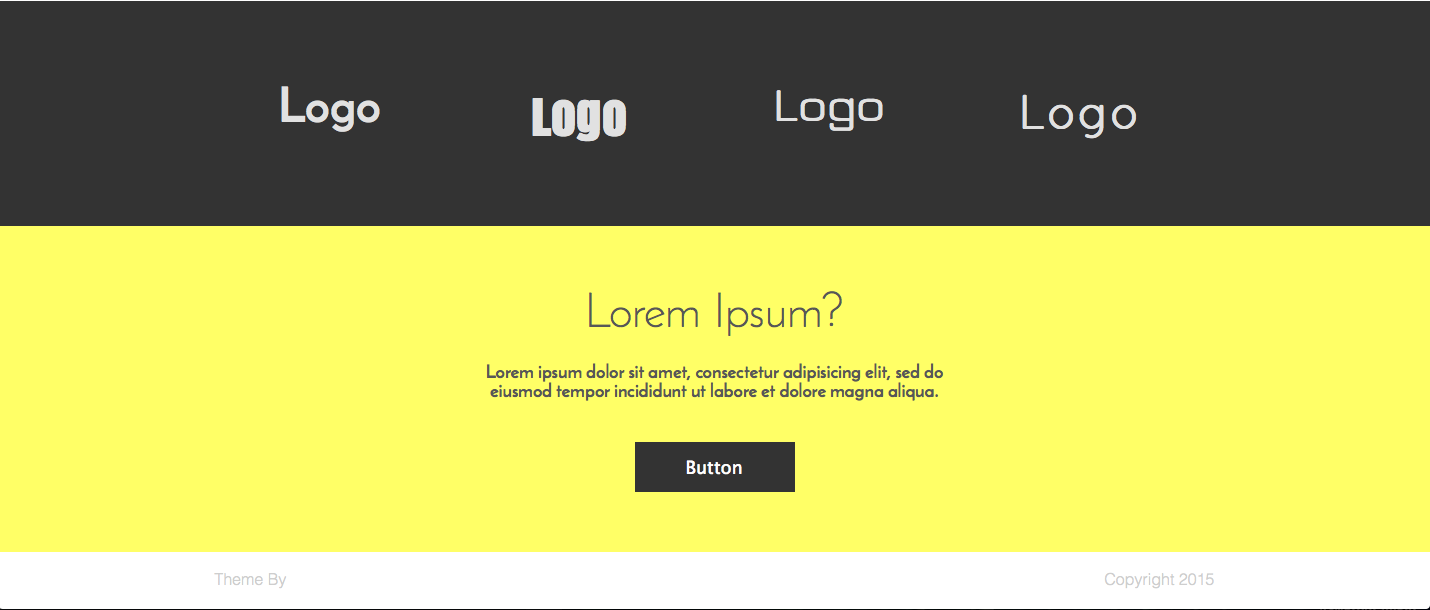 Logo
Logo
Logo
Logo
Lorem Ipsum?
Lorem ipsum dolor sit amet, consectetur adipisicing elit, sed do
eiusmod tempor incididunt ut labore et dolore magna aliqua.
Button
Theme By
Copyright 2015